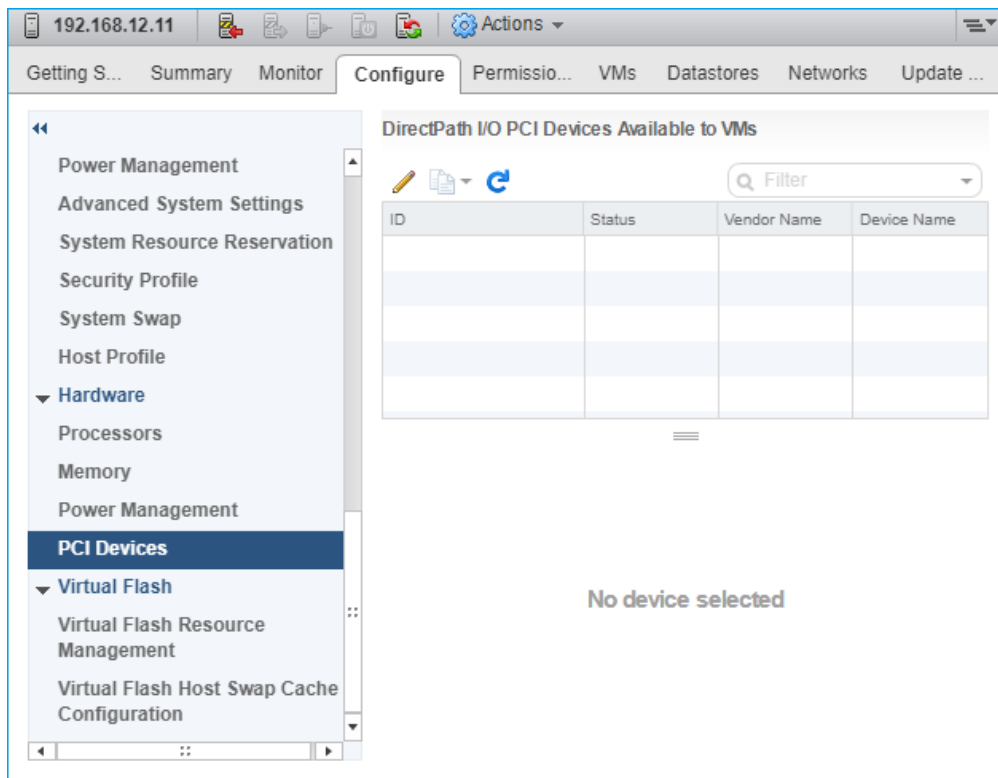 192.168.12.11 Actions
Getting S... Summary Monitor Configure Permissio... VMs Datastores Networks Update ...
Power Management
Advanced System Settings
System Resource Reservation
Security Profile
System Swap
Host Profile
Hardware
Processors
Memory
Power Management
PCI Devices
Virtual Flash
Virtual Flash Resource
Management
Virtual Flash Host Swap Cache
Configuration
DirectPath I/O PCI Devices Available to VMs
Filter
ID Status Vendor Name Device Name
No device selected